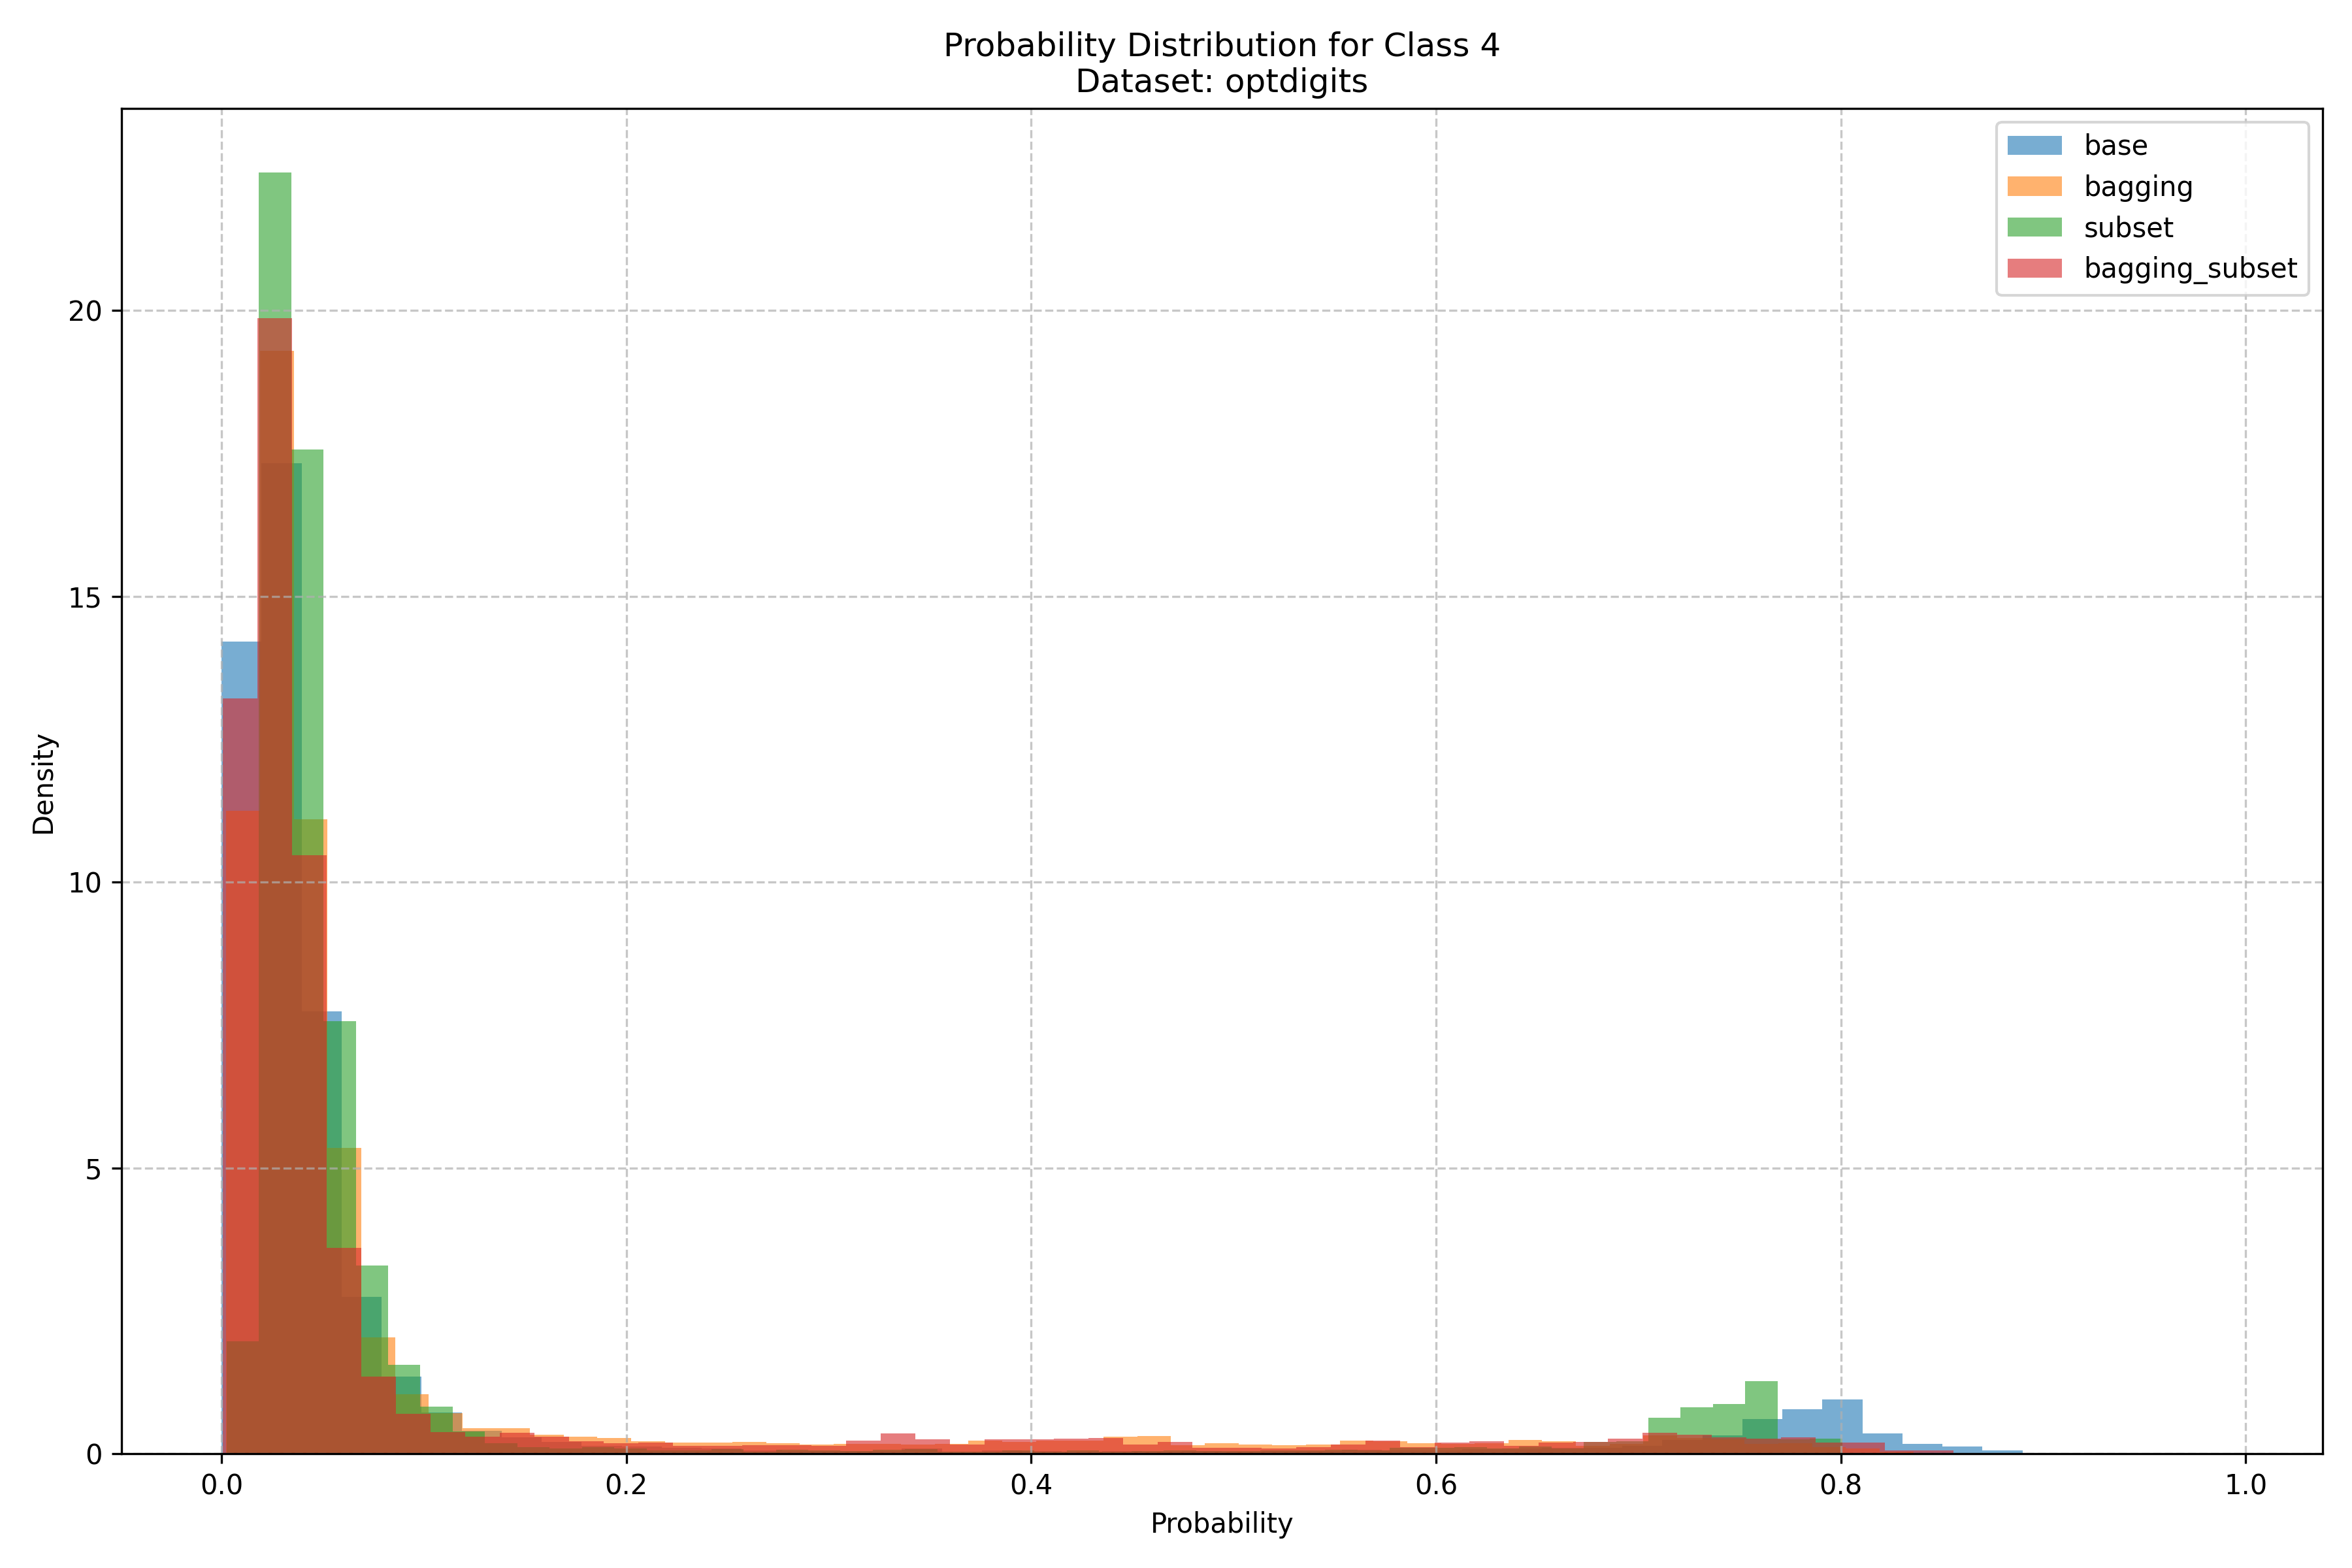 Probability Distribution for Class 4
Dataset: optdigits
base
bagging
subset
bagging_subset
Density
20
15
10
5
0
0.0 0.2 0.4 0.6 0.8 1.0
Probability